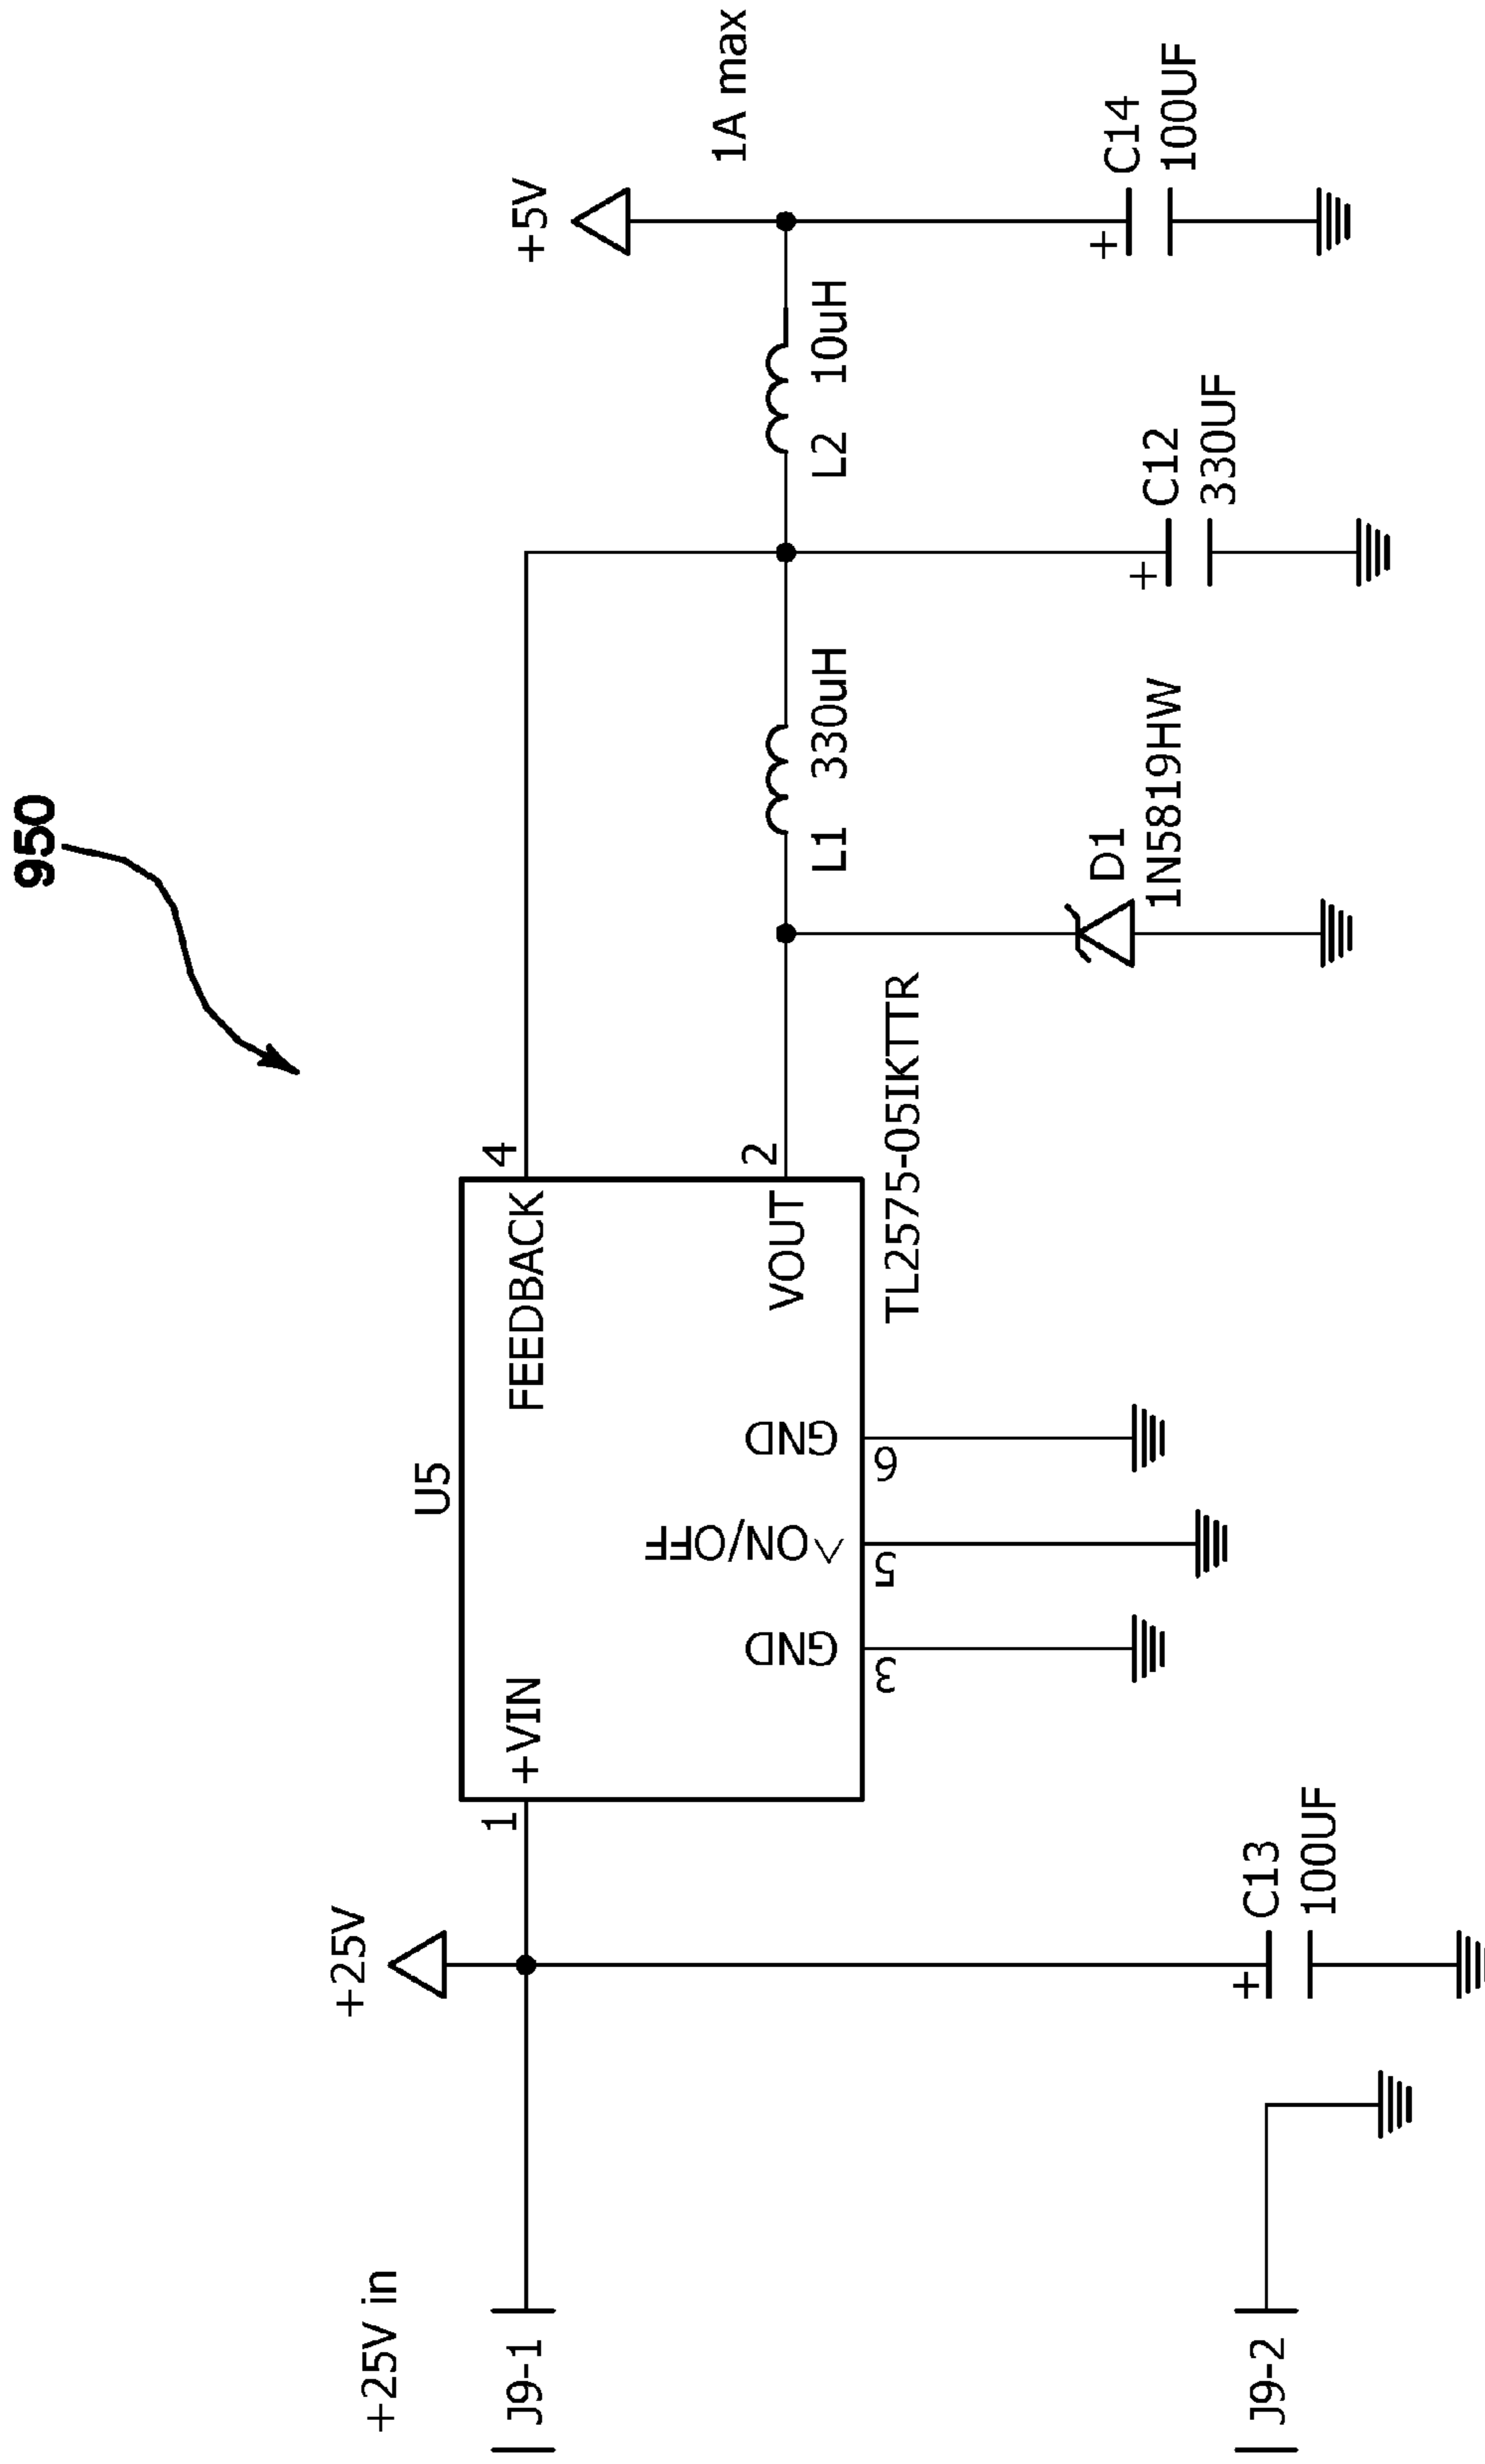 950
+25V in
+25V
U5
+5V
1A max
J9-1
1
+VIN
FEEDBACK
4
GND
^ON/OFF
GND
VOUT
2
3
5
6
TL2575-05IKTTR
L1 330uH
L2 10uH
D1
1N5819HW
C12
330UF
C14
100UF
J9-2
C13
100UF